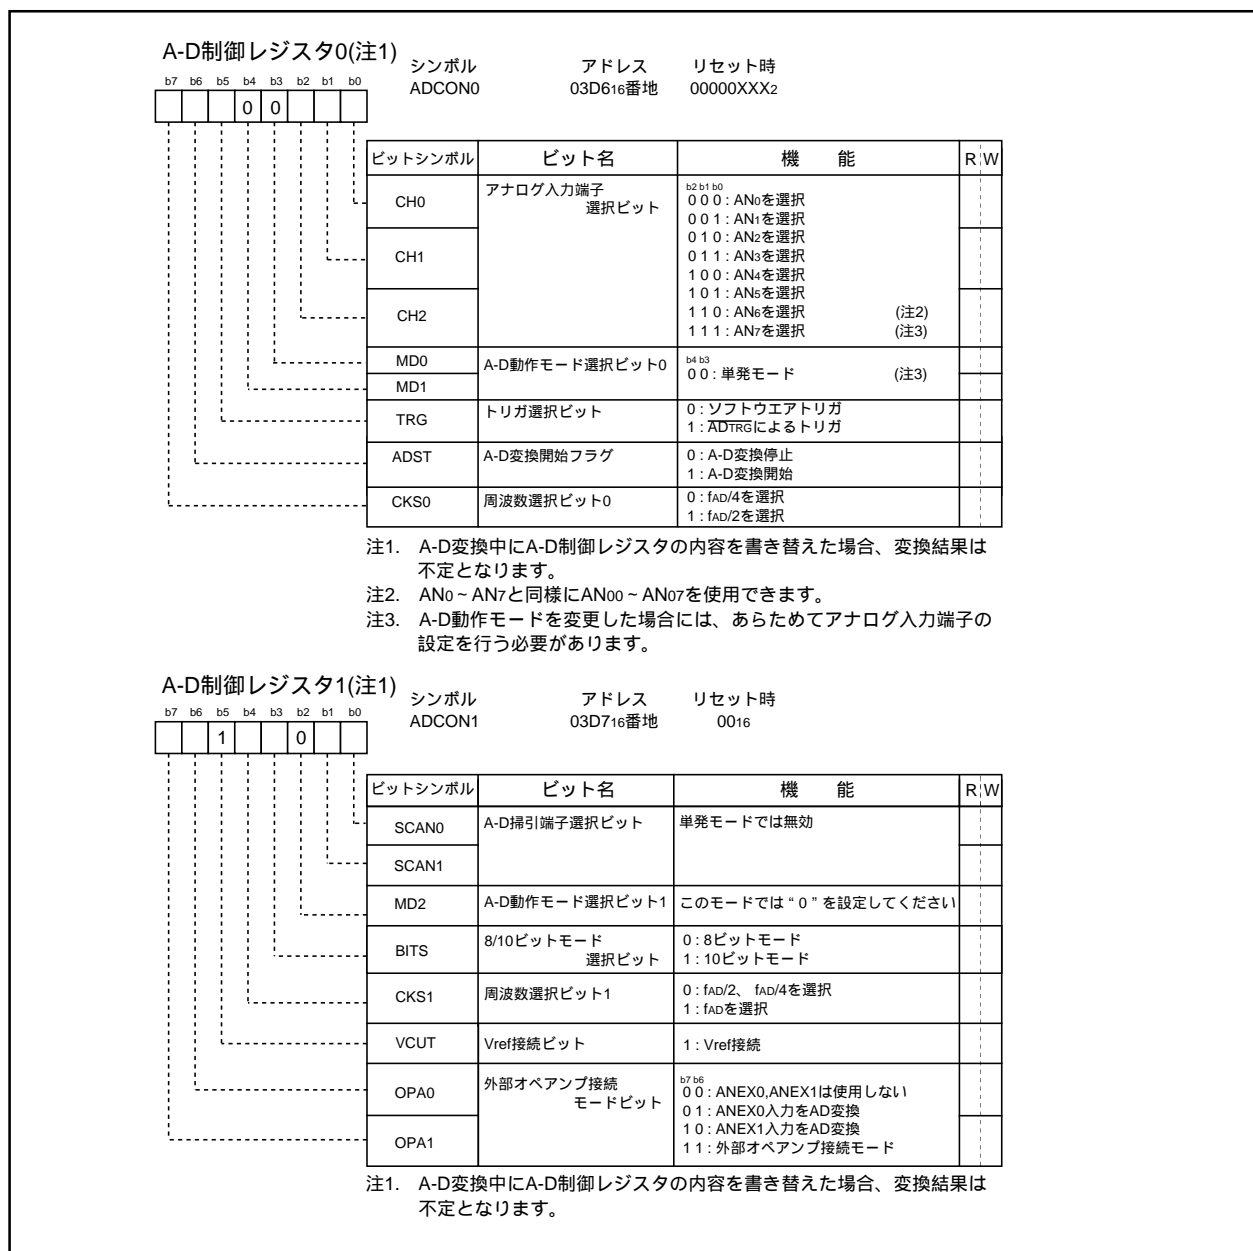 A-D制御レジスタ0(注1)
シンボル アドレス リセット時
ADCON0 03D616番地 00000XXX2
b7 b6 b5 b4 b3 b2 b1 b0
0 0
ビットシンボル ビット名 機 能 R W
CH0 アナログ入力端子
選択ビット
b2 b1 b0
0 0 0 : AN0を選択
0 0 1 : AN1を選択
0 1 0 : AN2を選択
CH1
0 1 1 : AN3を選択
1 0 0 : AN4を選択
1 0 1 : AN5を選択
CH2
1 1 0 : AN6を選択 (注2)
1 1 1 : AN7を選択 (注3)
MD0
MD1
A-D動作モード選択ビット0
b4 b3
0 0 : 単発モード (注3)
TRG トリガ選択ビット
0 : ソフトウエアトリガ
1 : ADTRGによるトリガ
ADST A-D変換開始フラグ
0 : A-D変換停止
1 : A-D変換開始
CKS0 周波数選択ビット0
0 : fAD/4を選択
1 : fAD/2を選択
注1. A-D変換中にA-D制御レジスタの内容を書き替えた場合、変換結果は
不定となります。
注2. AN0 ~ AN7と同様にAN00 ~ AN07を使用できます。
注3. A-D動作モードを変更した場合には、あらためてアナログ入力端子の
設定を行う必要があります。
A-D制御レジスタ1(注1)
シンボル アドレス リセット時
ADCON1 03D716番地 0016
b7 b6 b5 b4 b3 b2 b1 b0
1 0
ビットシンボル ビット名 機 能 R W
SCAN0 A-D掃引端子選択ビット 単発モードでは無効
SCAN1
MD2 A-D動作モード選択ビット1 このモードでは “ 0 ” を設定してください
BITS 8/10ビットモード
選択ビット
0 : 8ビットモード
1 : 10ビットモード
CKS1 周波数選択ビット1
0 : fAD/2、 fAD/4を選択
1 : fADを選択
VCUT Vref接続ビット 1 : Vref接続
OPA0 外部オペアンプ接続
モードビット
b7 b6
0 0 : ANEX0,ANEX1は使用しない
0 1 : ANEX0入力をAD変換
OPA1
1 0 : ANEX1入力をAD変換
1 1 : 外部オペアンプ接続モード
注1. A-D変換中にA-D制御レジスタの内容を書き替えた場合、変換結果は
不定となります。